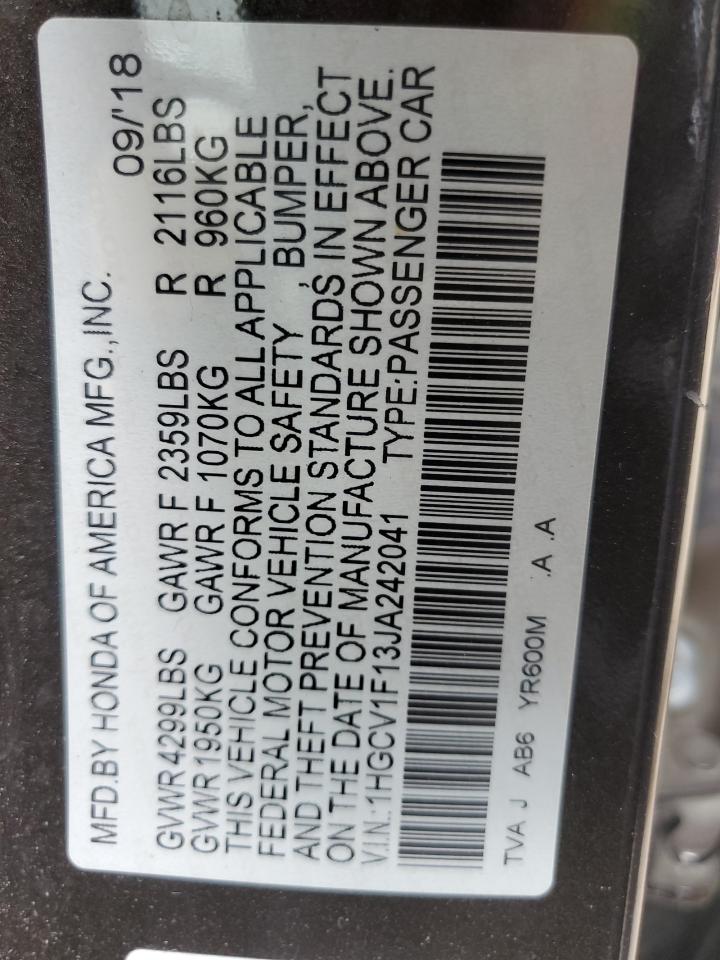 MFD.BY HONDA OF AMERICA MFG.,INC. 09/'18
GVWR4299LBS GAWR F 2359LBS R 2116LBS
GVWR1950KG GAWR F 1070KG R 960KG
THIS VEHICLE CONFORMS TO ALL APPLICABLE
FEDERAL MOTOR VEHICLE SAFETY , BUMPER,
AND THEFT PREVENTION STANDARDS IN EFFECT
ON THE DATE OF MANUFACTURE SHOWN ABOVE.
V.I.N.:1HGCV1F13JA242041 TYPE:PASSENGER CAR
TVA J AB6 YR600M .A .A